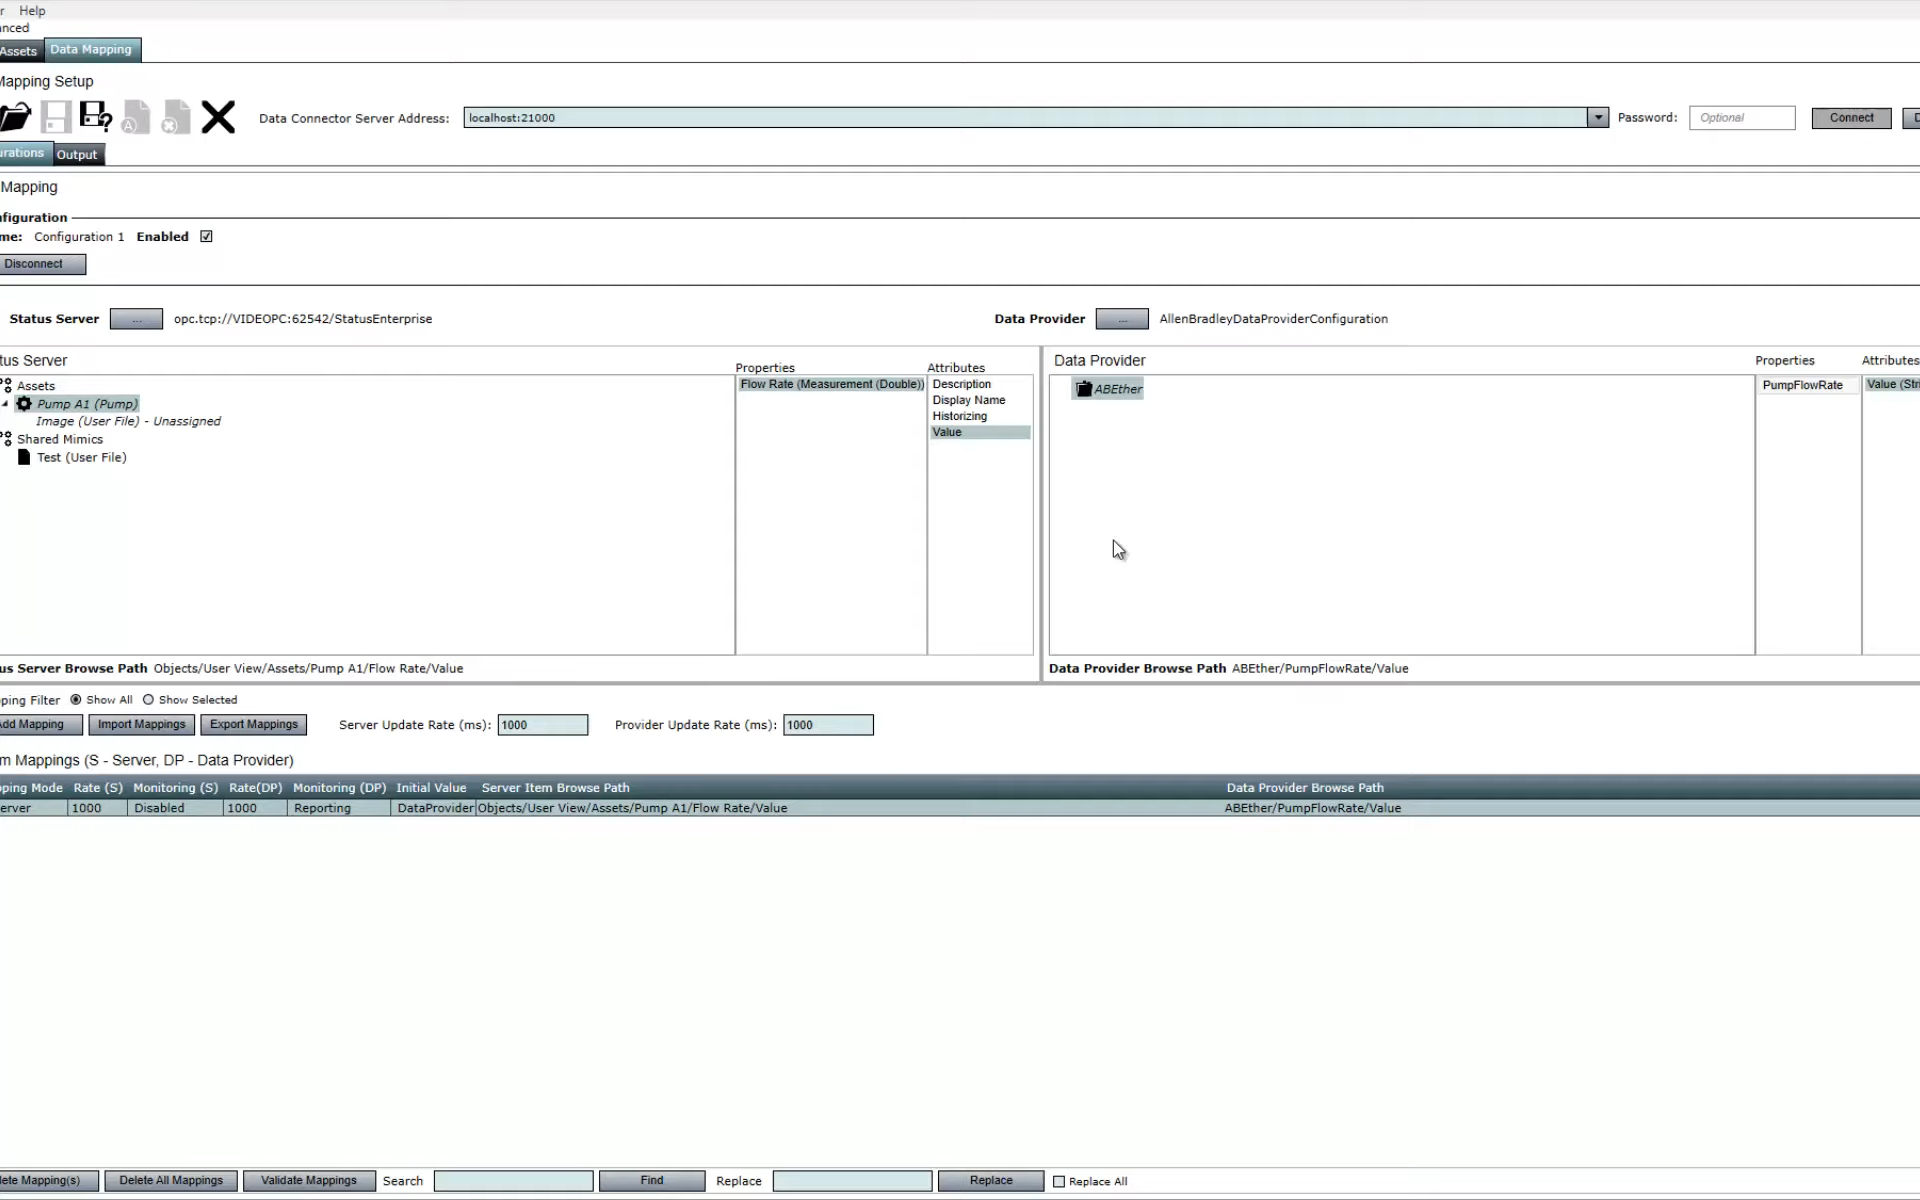 r Help
nced
Assets Data Mapping
Mapping Setup
Data Connector Server Address: localhost:21000 Password: Optional Connect D
urations Output
Mapping
figuration
me: Configuration 1 Enabled
Disconnect
Status Server ... opc.tcp://VIDEOPC:62542/StatusEnterprise Data Provider ... AllenBradleyDataProviderConfiguration
tus Server Properties Attributes Data Provider Properties Attributes
Assets Flow Rate (Measurement (Double)) Description ABEther PumpFlowRate Value (Stri
Pump A1 (Pump) Display Name
Image (User File) - Unassigned Historizing
Shared Mimics Value
Test (User File)
us Server Browse Path Objects/User View/Assets/Pump A1/Flow Rate/Value Data Provider Browse Path ABEther/PumpFlowRate/Value
ping Filter Show All Show Selected
Add Mapping Import Mappings Export Mappings Server Update Rate (ms): 1000 Provider Update Rate (ms): 1000
m Mappings (S - Server, DP - Data Provider)
ping Mode Rate (S) Monitoring (S) Rate(DP) Monitoring (DP) Initial Value Server Item Browse Path Data Provider Browse Path
erver 1000 Disabled 1000 Reporting DataProvider Objects/User View/Assets/Pump A1/Flow Rate/Value ABEther/PumpFlowRate/Value
lete Mapping(s) Delete All Mappings Validate Mappings Search Find Replace Replace Replace All